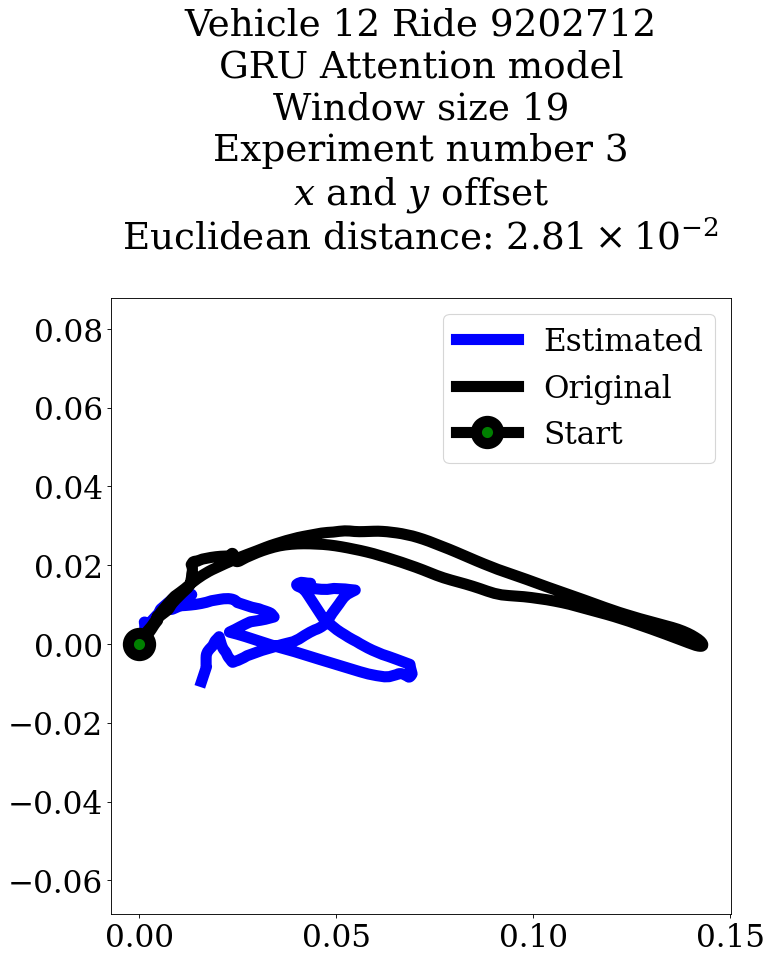 Vehicle 12 Ride 9202712
GRU Attention model
Window size 19
Experiment number 3
x and y offset
Euclidean distance: 2.81 × 10⁻²
Estimated
Original
Start
0.08
0.06
0.04
0.02
0.00
−0.02
−0.04
−0.06
0.00 0.05 0.10 0.15